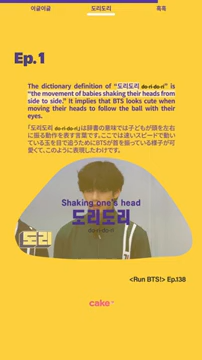 이글이글 도리도리 톡톡
Ep.1
The dictionary definition of “도리도리 do-ri-do-ri” is
“the movement of babies shaking their heads from
side to side.” It implies that BTS looks cute when
moving their heads to follow the ball with their
eyes.
「도리도리 do-ri-do-ri」は辞書の意味では子どもが頭を左右
に振る動作を表す言葉です。ここでは速いスピードで動い
ている玉を目で追うためにBTSが首を振っている様子が可
愛くて、このように表現したわけです。
Shaking one's head
도리도리
do-ri-do-ri
도리
<Run BTS!> Ep.138
cake™